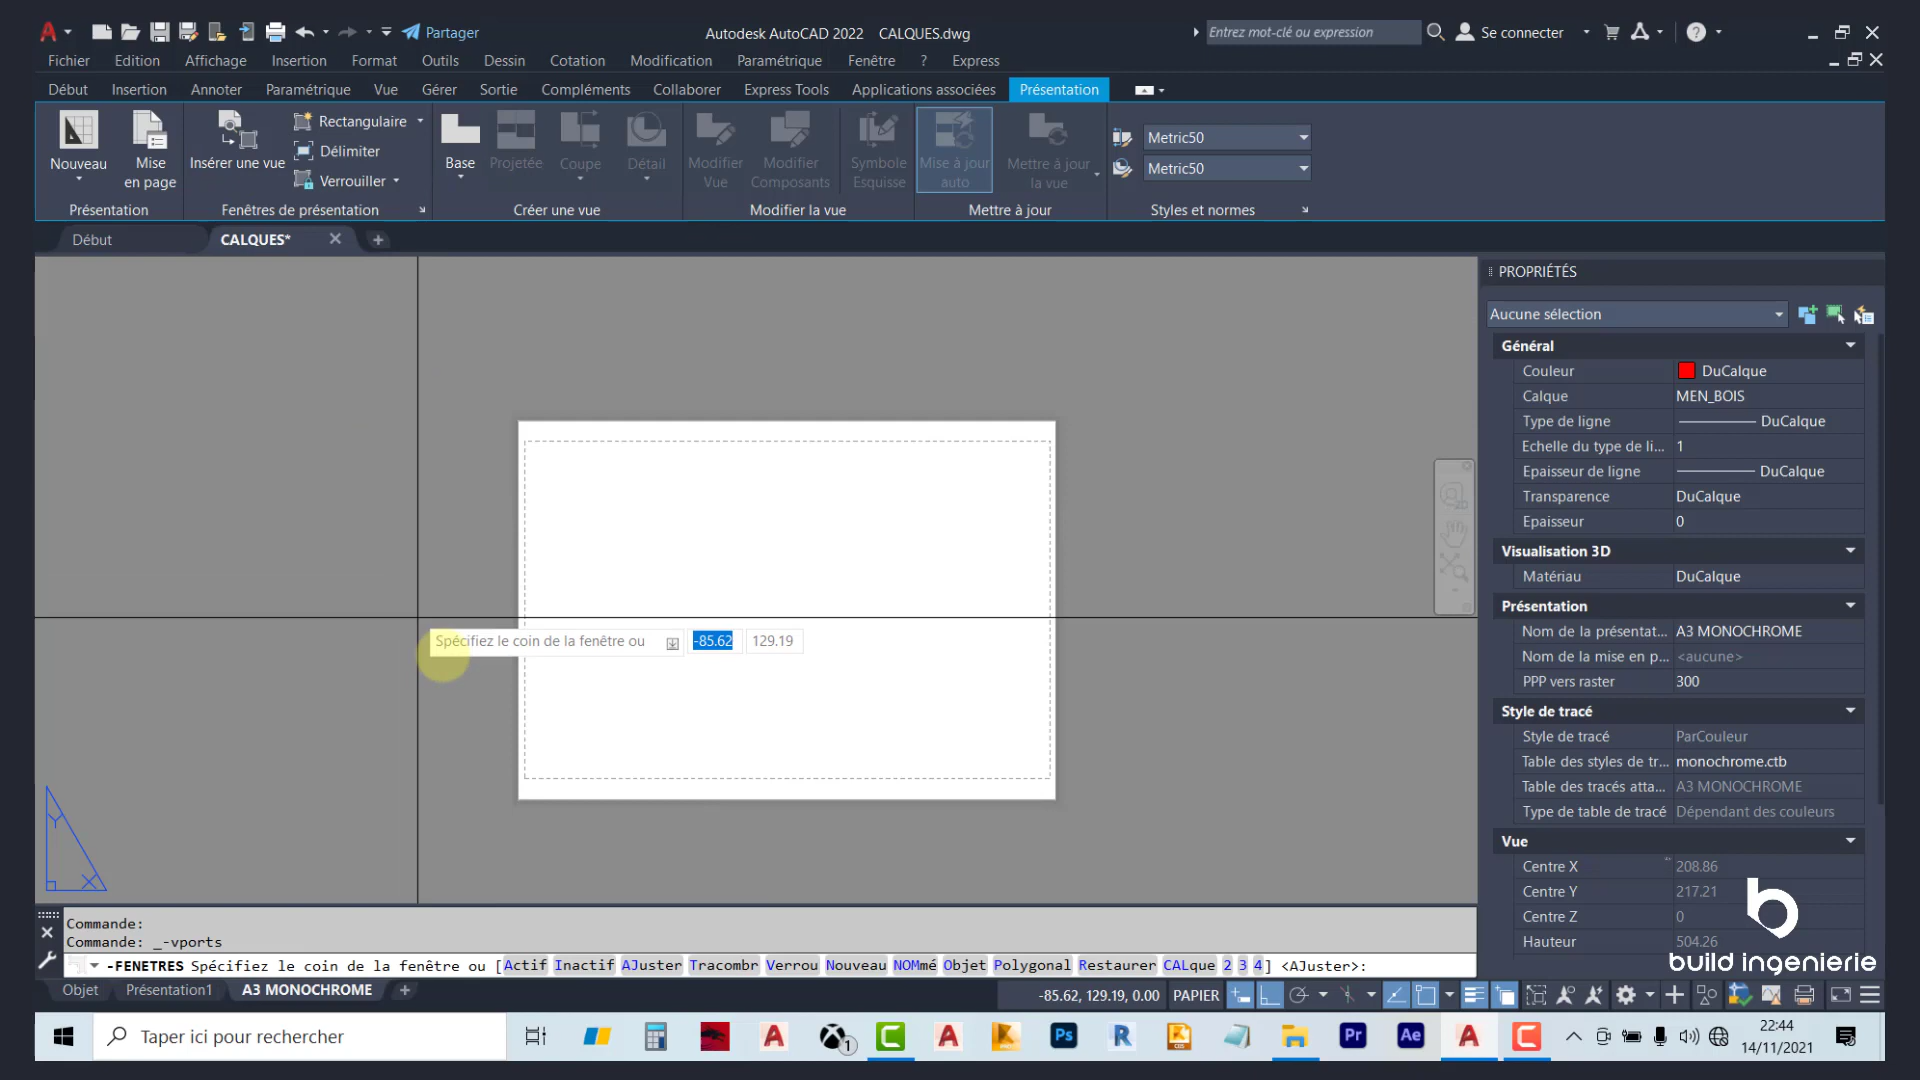 Partager
Autodesk AutoCAD 2022 CALQUES.dwg
Entrez mot-clé ou expression
Se connecter
Fichier Edition Affichage Insertion Format Outils Dessin Cotation Modification Paramétrique Fenêtre ? Express
Début Insertion Annoter Paramétrique Vue Gérer Sortie Compléments Collaborer Express Tools Applications associées Présentation
Nouveau
Mise en page
Insérer une vue
Rectangulaire
Délimiter
Verrouiller
Base
Projetée
Coupe
Détail
Modifier Vue
Modifier Composants
Symbole Esquisse
Mise à jour auto
Mettre à jour la vue
Metric50
Metric50
Présentation Fenêtres de présentation Créer une vue Modifier la vue Mettre à jour Styles et normes
Début CALQUES*
Spécifiez le coin de la fenêtre ou -85.62 129.19
Y
X
PROPRIÉTÉS
Aucune sélection
Général
Couleur DuCalque
Calque MEN_BOIS
Type de ligne DuCalque
Echelle du type de li... 1
Epaisseur de ligne DuCalque
Transparence DuCalque
Epaisseur 0
Visualisation 3D
Matériau DuCalque
Présentation
Nom de la présentat... A3 MONOCHROME
Nom de la mise en p... <aucune>
PPP vers raster 300
Style de tracé
Style de tracé ParCouleur
Table des styles de tr... monochrome.ctb
Table des tracés atta... A3 MONOCHROME
Type de table de tracé Dépendant des couleurs
Vue
Centre X 208.86
Centre Y 217.21
Centre Z 0
Hauteur 504.26
build ingenierie
Commande:
Commande: _-vports
-FENETRES Spécifiez le coin de la fenêtre ou [Actif Inactif AJuster Tracombr Verrou Nouveau NOMmé Objet Polygonal Restaurer CALque 2 3 4] <AJuster>:
Objet Présentation1 A3 MONOCHROME
-85.62, 129.19, 0.00 PAPIER
Taper ici pour rechercher
1
Ps
R
Pr
Ae
22:44
14/11/2021